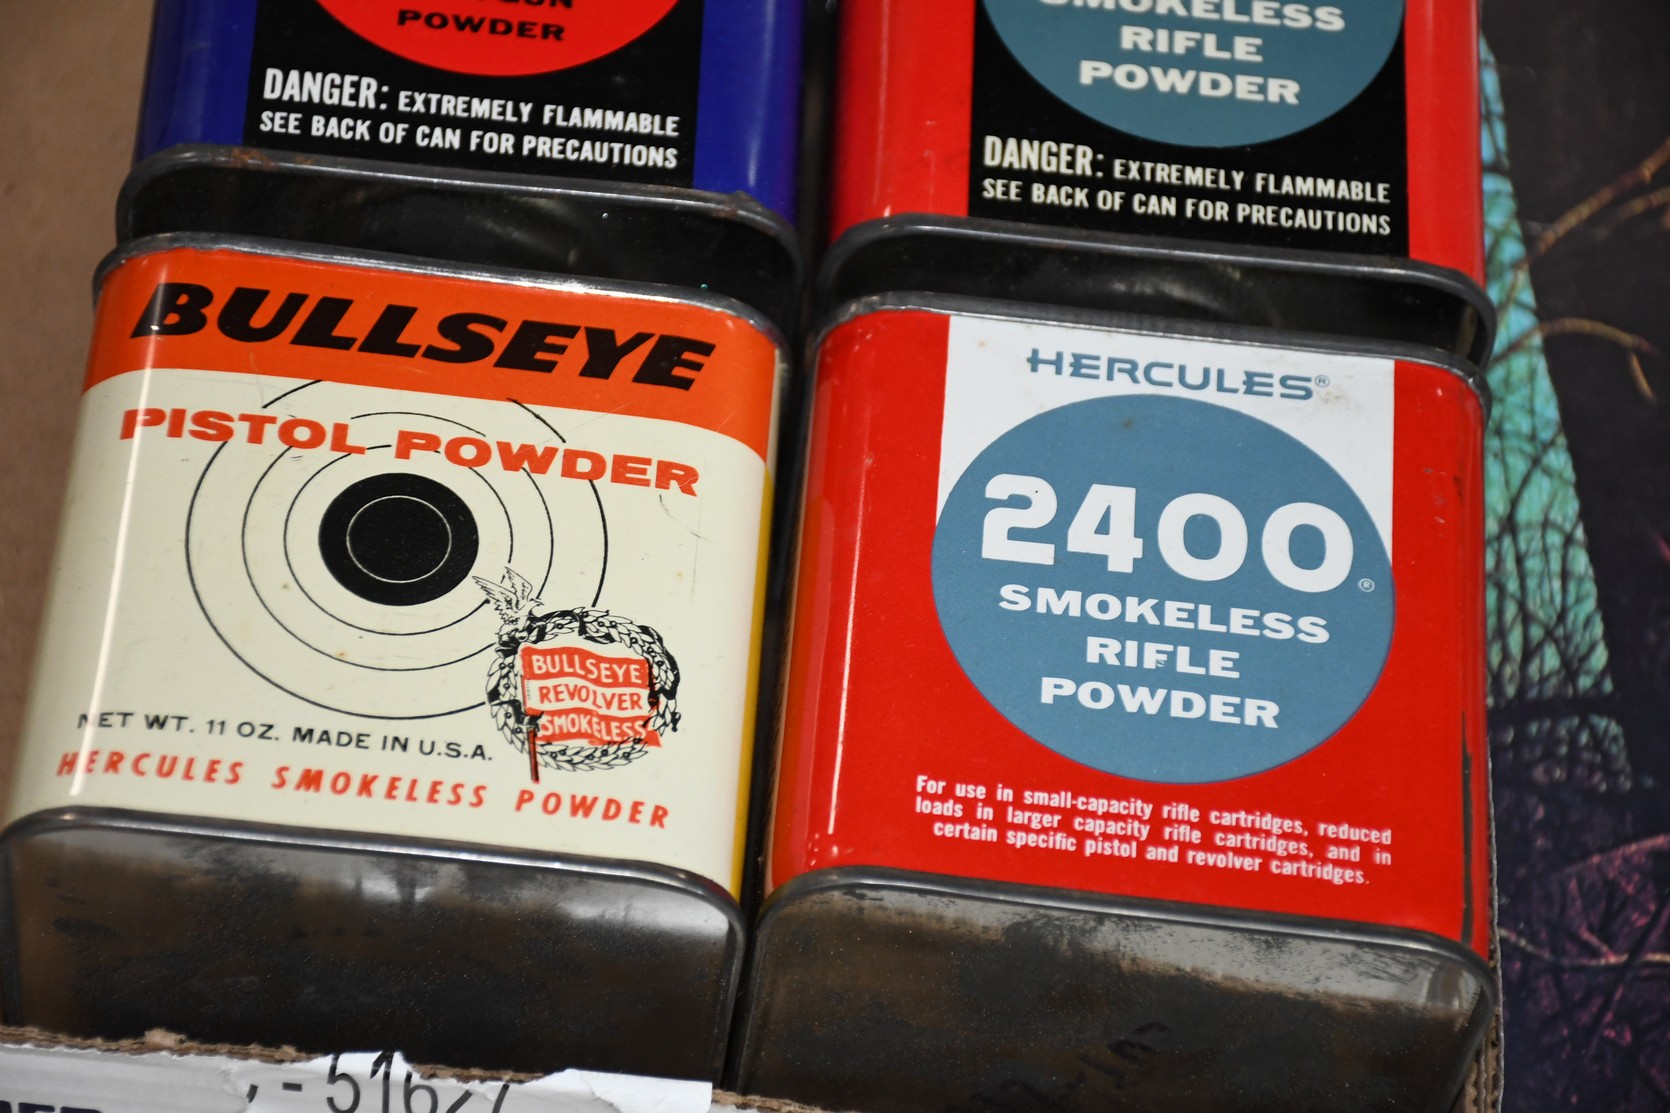 POWDER
DANGER: EXTREMELY FLAMMABLE
SEE BACK OF CAN FOR PRECAUTIONS
SMOKELESS
RIFLE
POWDER
DANGER: EXTREMELY FLAMMABLE
SEE BACK OF CAN FOR PRECAUTIONS
BULLSEYE
PISTOL POWDER
BULLSEYE
REVOLVER
SMOKELESS
NET WT. 11 OZ. MADE IN U.S.A.
HERCULES SMOKELESS POWDER
HERCULES®
2400®
SMOKELESS
RIFLE
POWDER
For use in small-capacity rifle cartridges, reduced
loads in larger capacity rifle cartridges, and in
certain specific pistol and revolver cartridges.